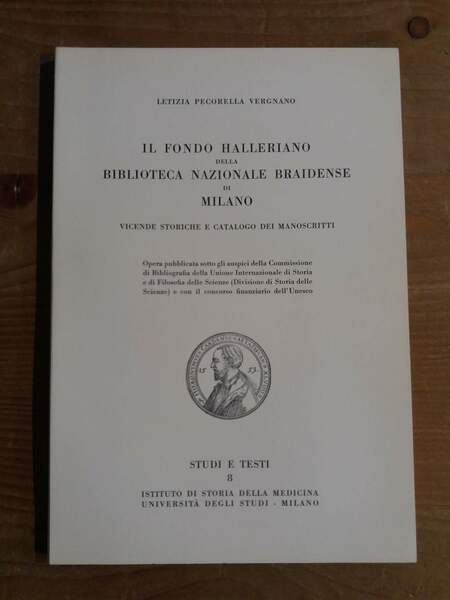 LETIZIA PECORELLA VERGNANO
IL FONDO HALLERIANO
DELLA
BIBLIOTECA NAZIONALE BRAIDENSE
DI
MILANO
VICENDE STORICHE E CATALOGO DEI MANOSCRITTI
Opera pubblicata sotto gli auspici della Commissione
di Bibliografia della Unione Internazionale di Storia
e di Filosofia delle Scienze (Divisione di Storia delle
Scienze) e con il concorso finanziario dell'Unesco
15 53
STUDI E TESTI
8
ISTITUTO DI STORIA DELLA MEDICINA
UNIVERSITÀ DEGLI STUDI - MILANO